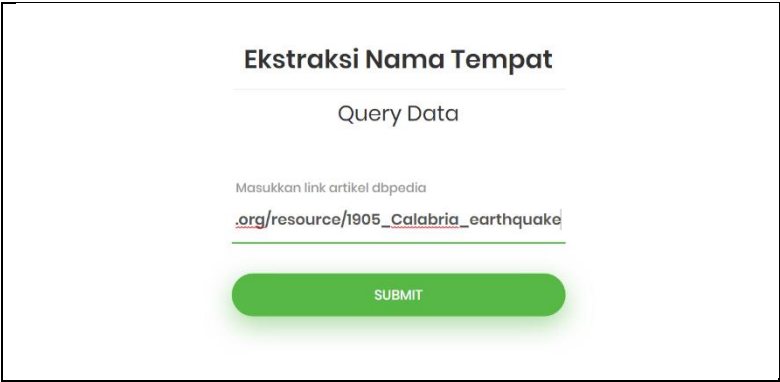 Ekstraksi Nama Tempat
Query Data
Masukkan link artikel dbpedia
.org/resource/1905_Calabria_earthquake
SUBMIT